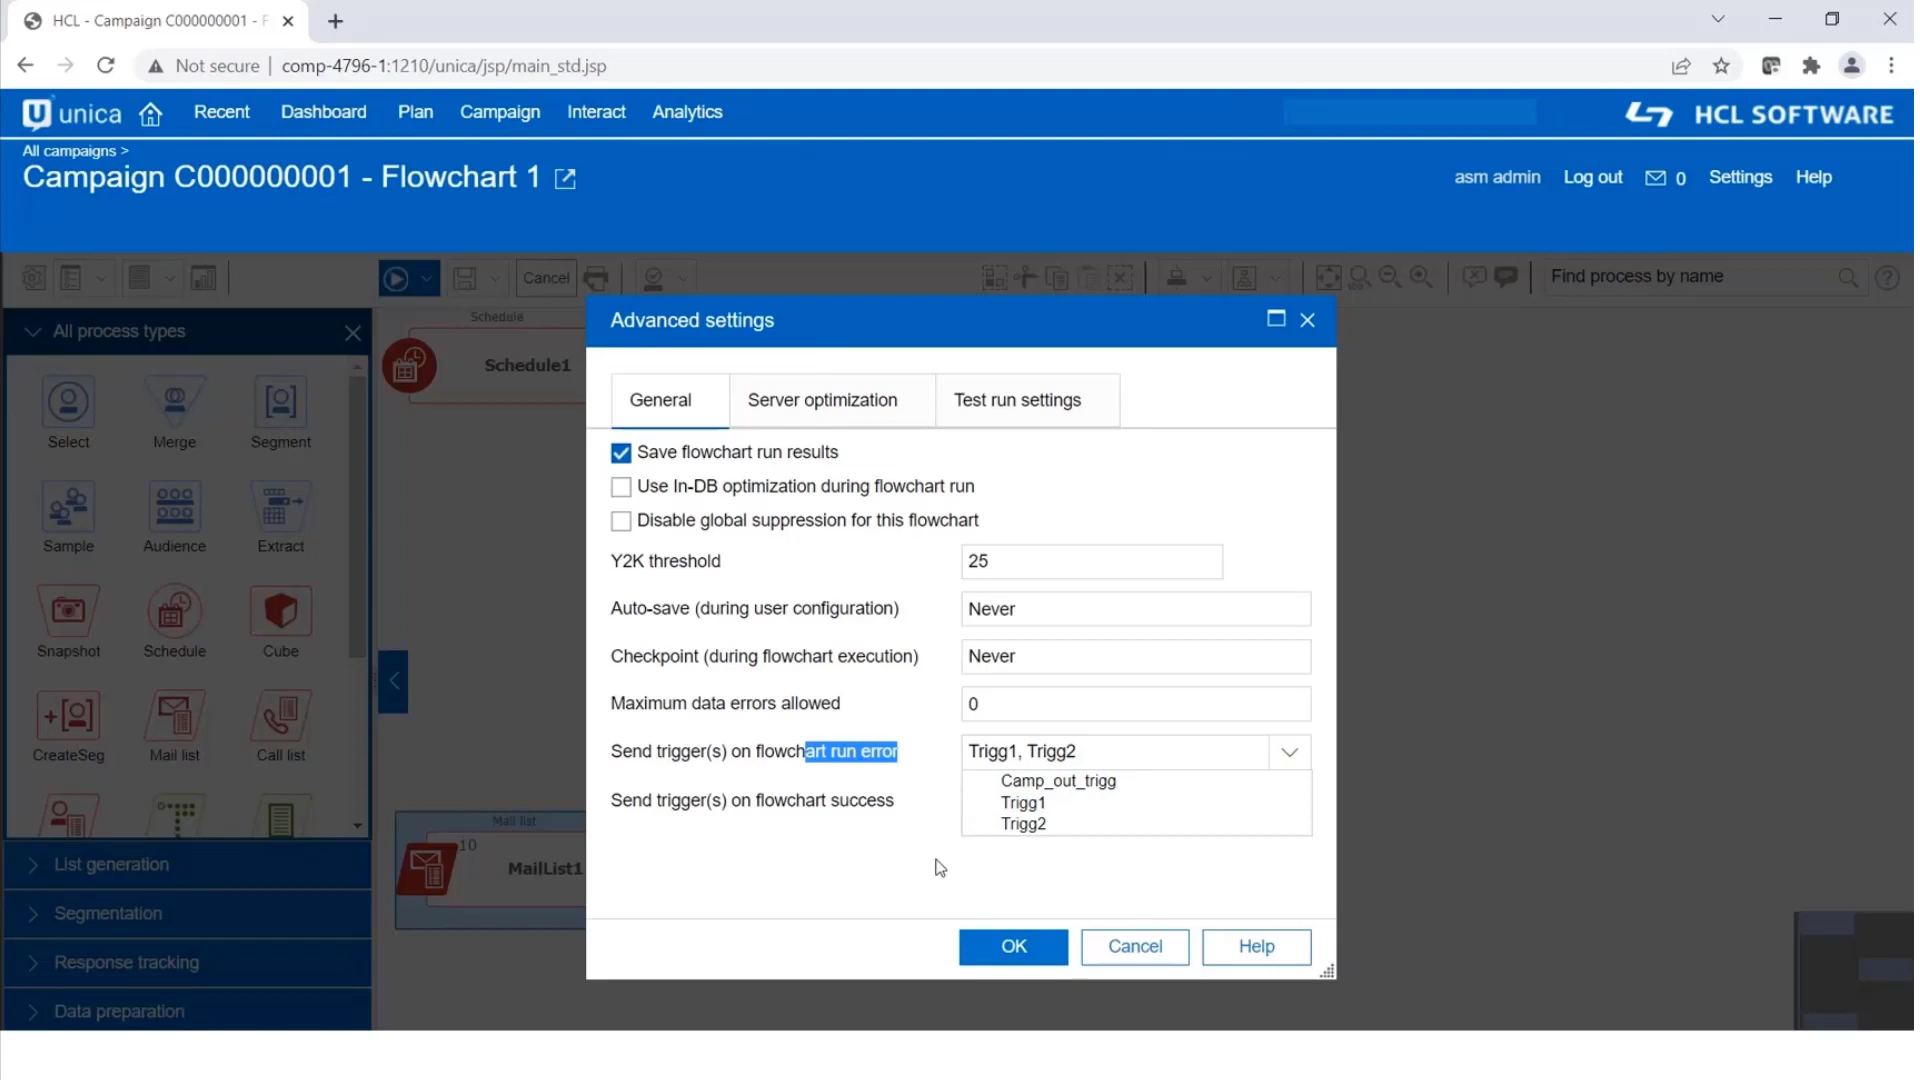 HCL - Campaign C000000001 - F
Not secure | comp-4796-1:1210/unica/jsp/main_std.jsp
unica
Recent
Dashboard
Plan
Campaign
Interact
Analytics
HCL SOFTWARE
All campaigns >
Campaign C000000001 - Flowchart 1
asm admin
Log out
0
Settings
Help
Cancel
Find process by name
All process types
Select
Merge
Segment
Sample
Audience
Extract
Snapshot
Schedule
Cube
CreateSeg
Mail list
Call list
List generation
Segmentation
Response tracking
Data preparation
Schedule
Schedule1
Mail list
10
MailList1
Advanced settings
General
Server optimization
Test run settings
Save flowchart run results
Use In-DB optimization during flowchart run
Disable global suppression for this flowchart
Y2K threshold
25
Auto-save (during user configuration)
Never
Checkpoint (during flowchart execution)
Never
Maximum data errors allowed
0
Send trigger(s) on flowchart run error
Trigg1, Trigg2
Camp_out_trigg
Trigg1
Trigg2
Send trigger(s) on flowchart success
OK
Cancel
Help